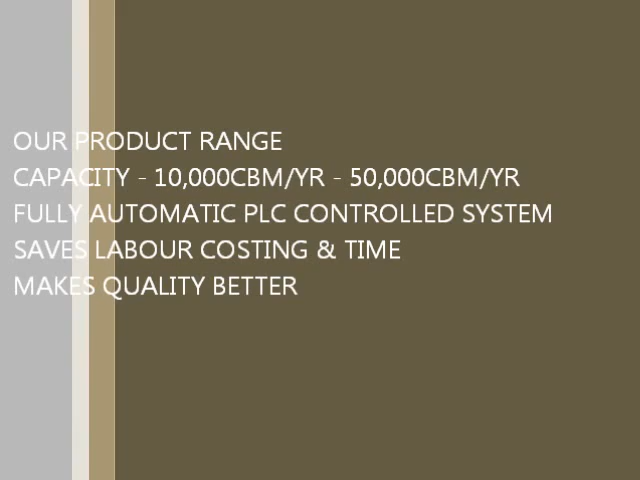 OUR PRODUCT RANGE
CAPACITY - 10,000CBM/YR - 50,000CBM/YR
FULLY AUTOMATIC PLC CONTROLLED SYSTEM
SAVES LABOUR COSTING & TIME
MAKES QUALITY BETTER